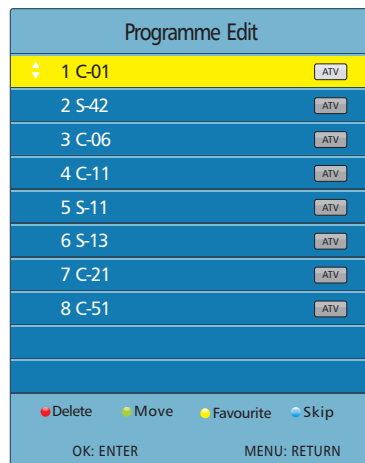 Programme Edit
1 C-01 ATV
2 S-42 ATV
3 C-06 ATV
4 C-11 ATV
5 S-11 ATV
6 S-13 ATV
7 C-21 ATV
8 C-51 ATV
Delete Move Favourite Skip
OK: ENTER MENU: RETURN